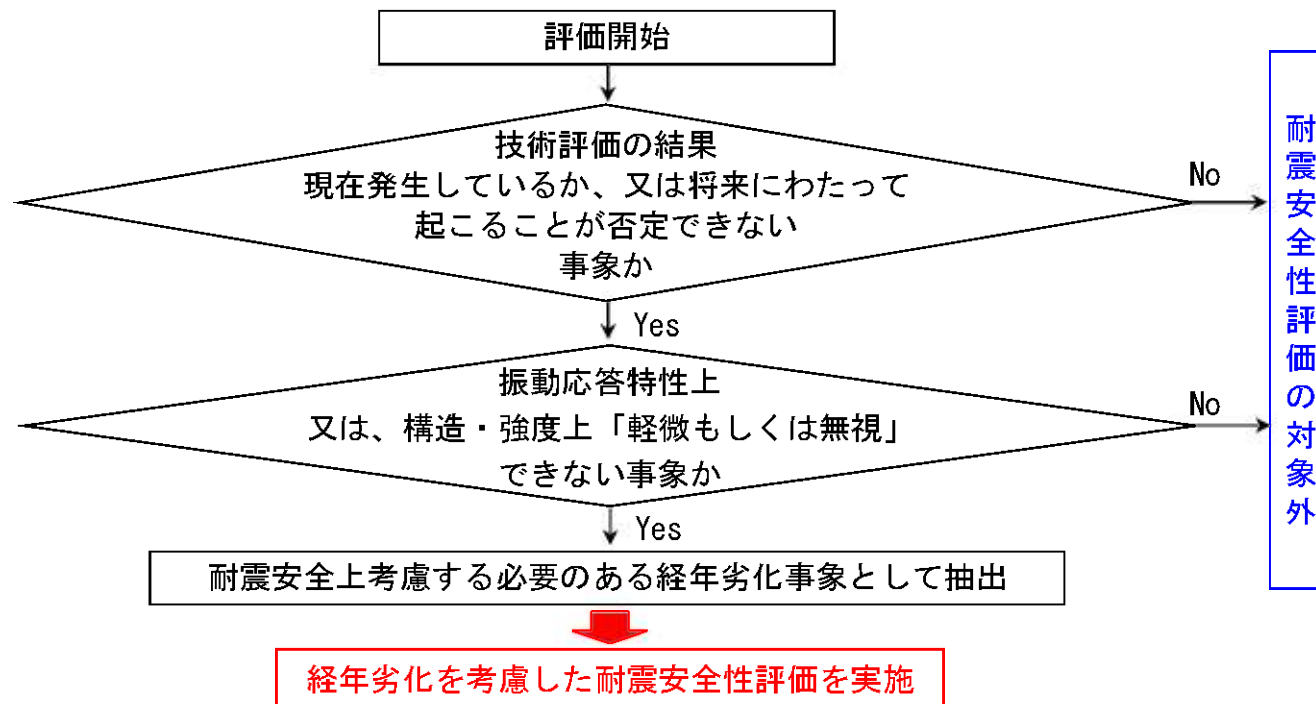 評価開始
技術評価の結果
現在発生しているか、又は将来にわたって
起こることが否定できない
事象か
No
Yes
振動応答特性上
又は、構造・強度上「軽微もしくは無視」
できない事象か
No
Yes
耐震安全上考慮する必要のある経年劣化事象として抽出
経年劣化を考慮した耐震安全性評価を実施
耐震安全性評価の対象外